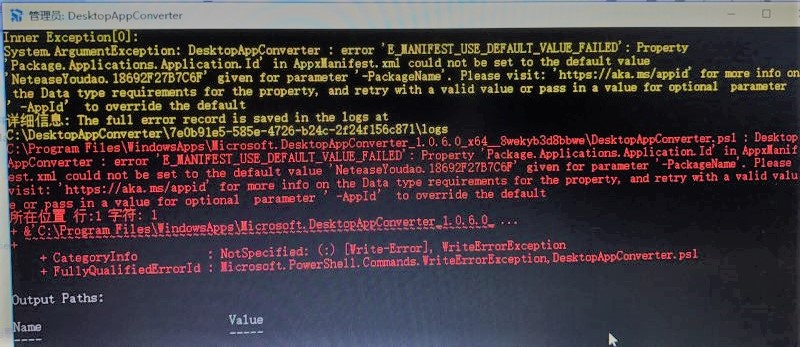 管理员: DesktopAppConverter
Inner Exception[0]:
System.ArgumentException: DesktopAppConverter : error 'E_MANIFEST_USE_DEFAULT_VALUE_FAILED': Property
'Package.Applications.Application.Id' in AppxManifest.xml could not be set to the default value
'NeteaseYoudao.18692F27B7C6F' given for parameter '-PackageName'. Please visit: 'https://aka.ms/appid' for more info on
the Data type requirements for the property, and retry with a valid value or pass in a value for optional  parameter
' -AppId'  to override the default
详细信息: The full error record is saved in the logs at
C:\DesktopAppConverter\7e0b91e5-585e-4726-b24c-2f24f156c871\logs
C:\Program Files\WindowsApps\Microsoft.DesktopAppConverter_1.0.6.0_x64__8wekyb3d8bbwe\DesktopAppConverter.ps1 : Desktop
AppConverter : error 'E_MANIFEST_USE_DEFAULT_VALUE_FAILED': Property 'Package.Applications.Application.Id' in AppxManif
est.xml could not be set to the default value 'NeteaseYoudao.18692F27B7C6F' given for parameter '-PackageName'. Please
visit: 'https://aka.ms/appid' for more info on the Data type requirements for the property, and retry with a valid valu
e or pass in a value for optional  parameter ' -AppId'  to override the default
所在位置 行:1 字符: 1
+ &'C:\Program Files\WindowsApps\Microsoft.DesktopAppConverter_1.0.6.0_ ...
+ ~~~~~~~~~~~~~~~~~~~~~~~~~~~~~~~~~~~~~~~~~~~~~~~~~~~~~~~~~~~~~~~~~~~~~
+ CategoryInfo          : NotSpecified: (:) [Write-Error], WriteErrorException
+ FullyQualifiedErrorId : Microsoft.PowerShell.Commands.WriteErrorException,DesktopAppConverter.ps1
Output Paths:
Name Value
---- -----